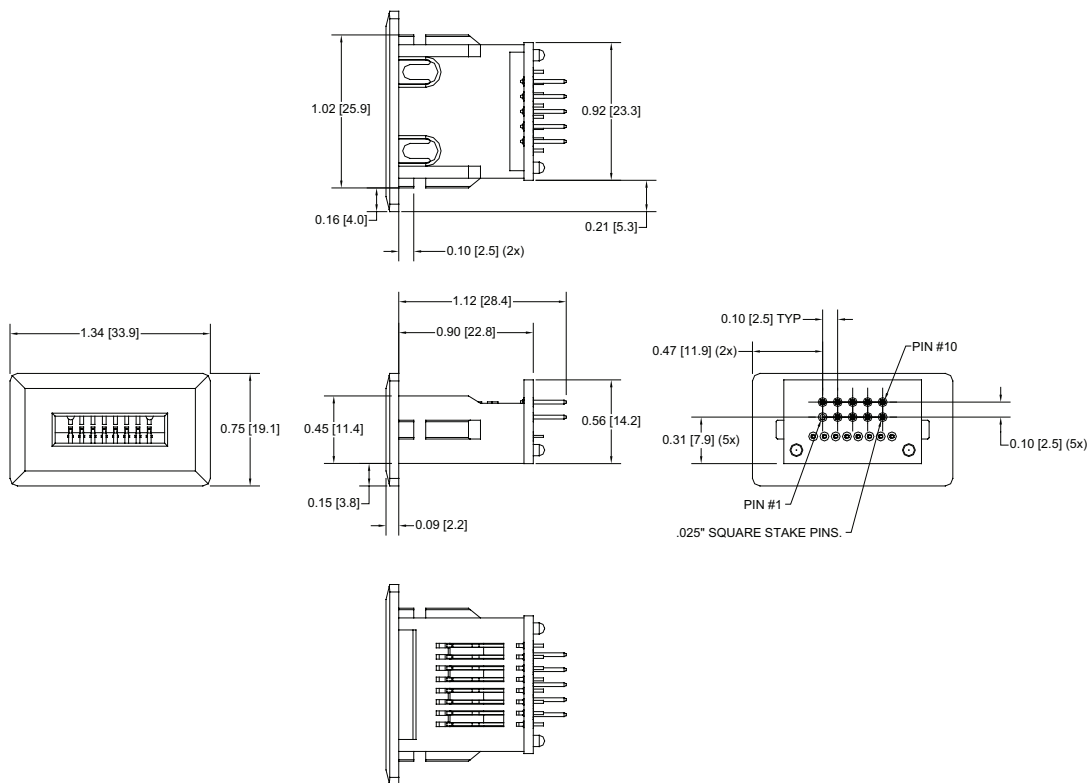 1.02 [25.9]
0.92 [23.3]
0.16 [4.0]
0.21 [5.3]
0.10 [2.5] (2x)
1.34 [33.9]
0.75 [19.1]
1.12 [28.4]
0.90 [22.8]
0.45 [11.4]
0.56 [14.2]
0.15 [3.8]
0.09 [2.2]
0.10 [2.5] TYP
PIN #10
0.47 [11.9] (2x)
0.31 [7.9] (5x)
0.10 [2.5] (5x)
PIN #1
.025" SQUARE STAKE PINS.